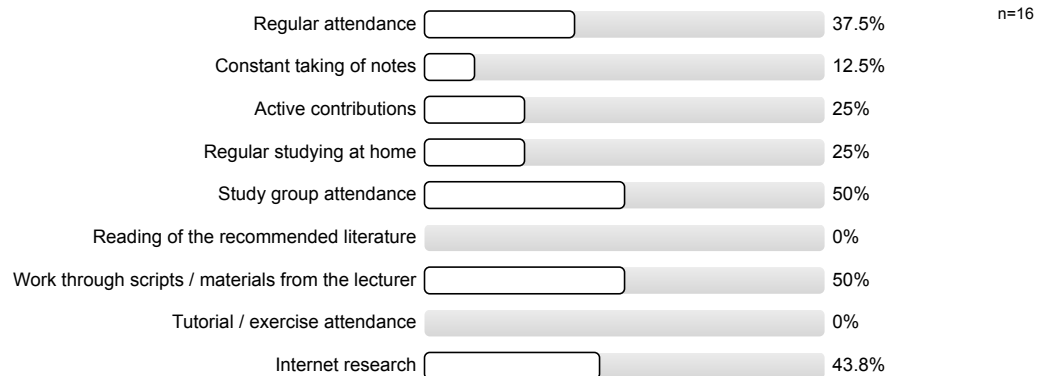 Regular attendance 37.5% n=16
Constant taking of notes 12.5%
Active contributions 25%
Regular studying at home 25%
Study group attendance 50%
Reading of the recommended literature 0%
Work through scripts / materials from the lecturer 50%
Tutorial / exercise attendance 0%
Internet research 43.8%